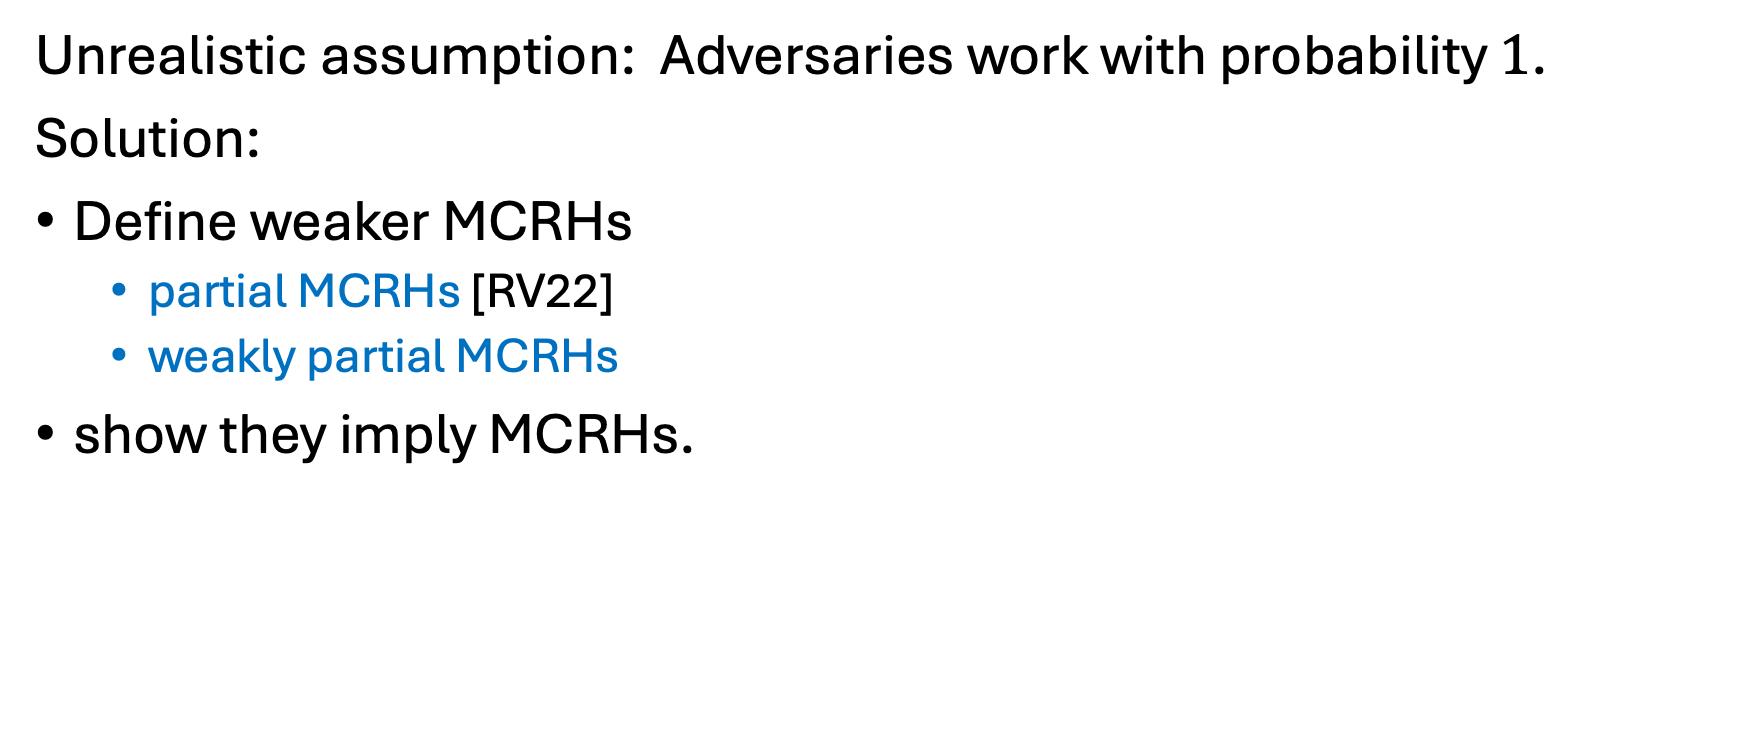 Unrealistic assumption: Adversaries work with probability 1.
Solution:
• Define weaker MCRHs
• partial MCRHs [RV22]
• weakly partial MCRHs
• show they imply MCRHs.